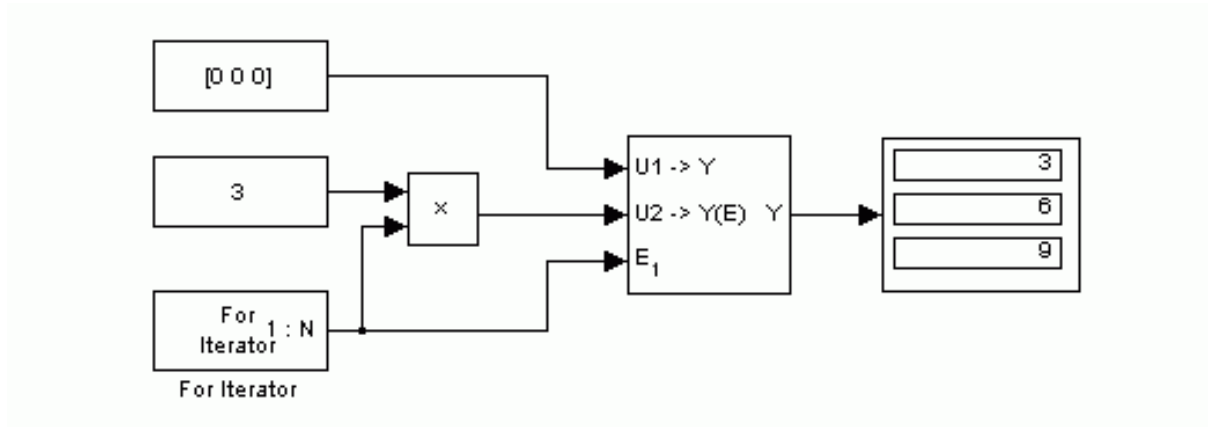 [0 0 0]
3
×
For
Iterator
1 : N
For Iterator
U1 -> Y
U2 -> Y(E)
Y
E1
3
6
9